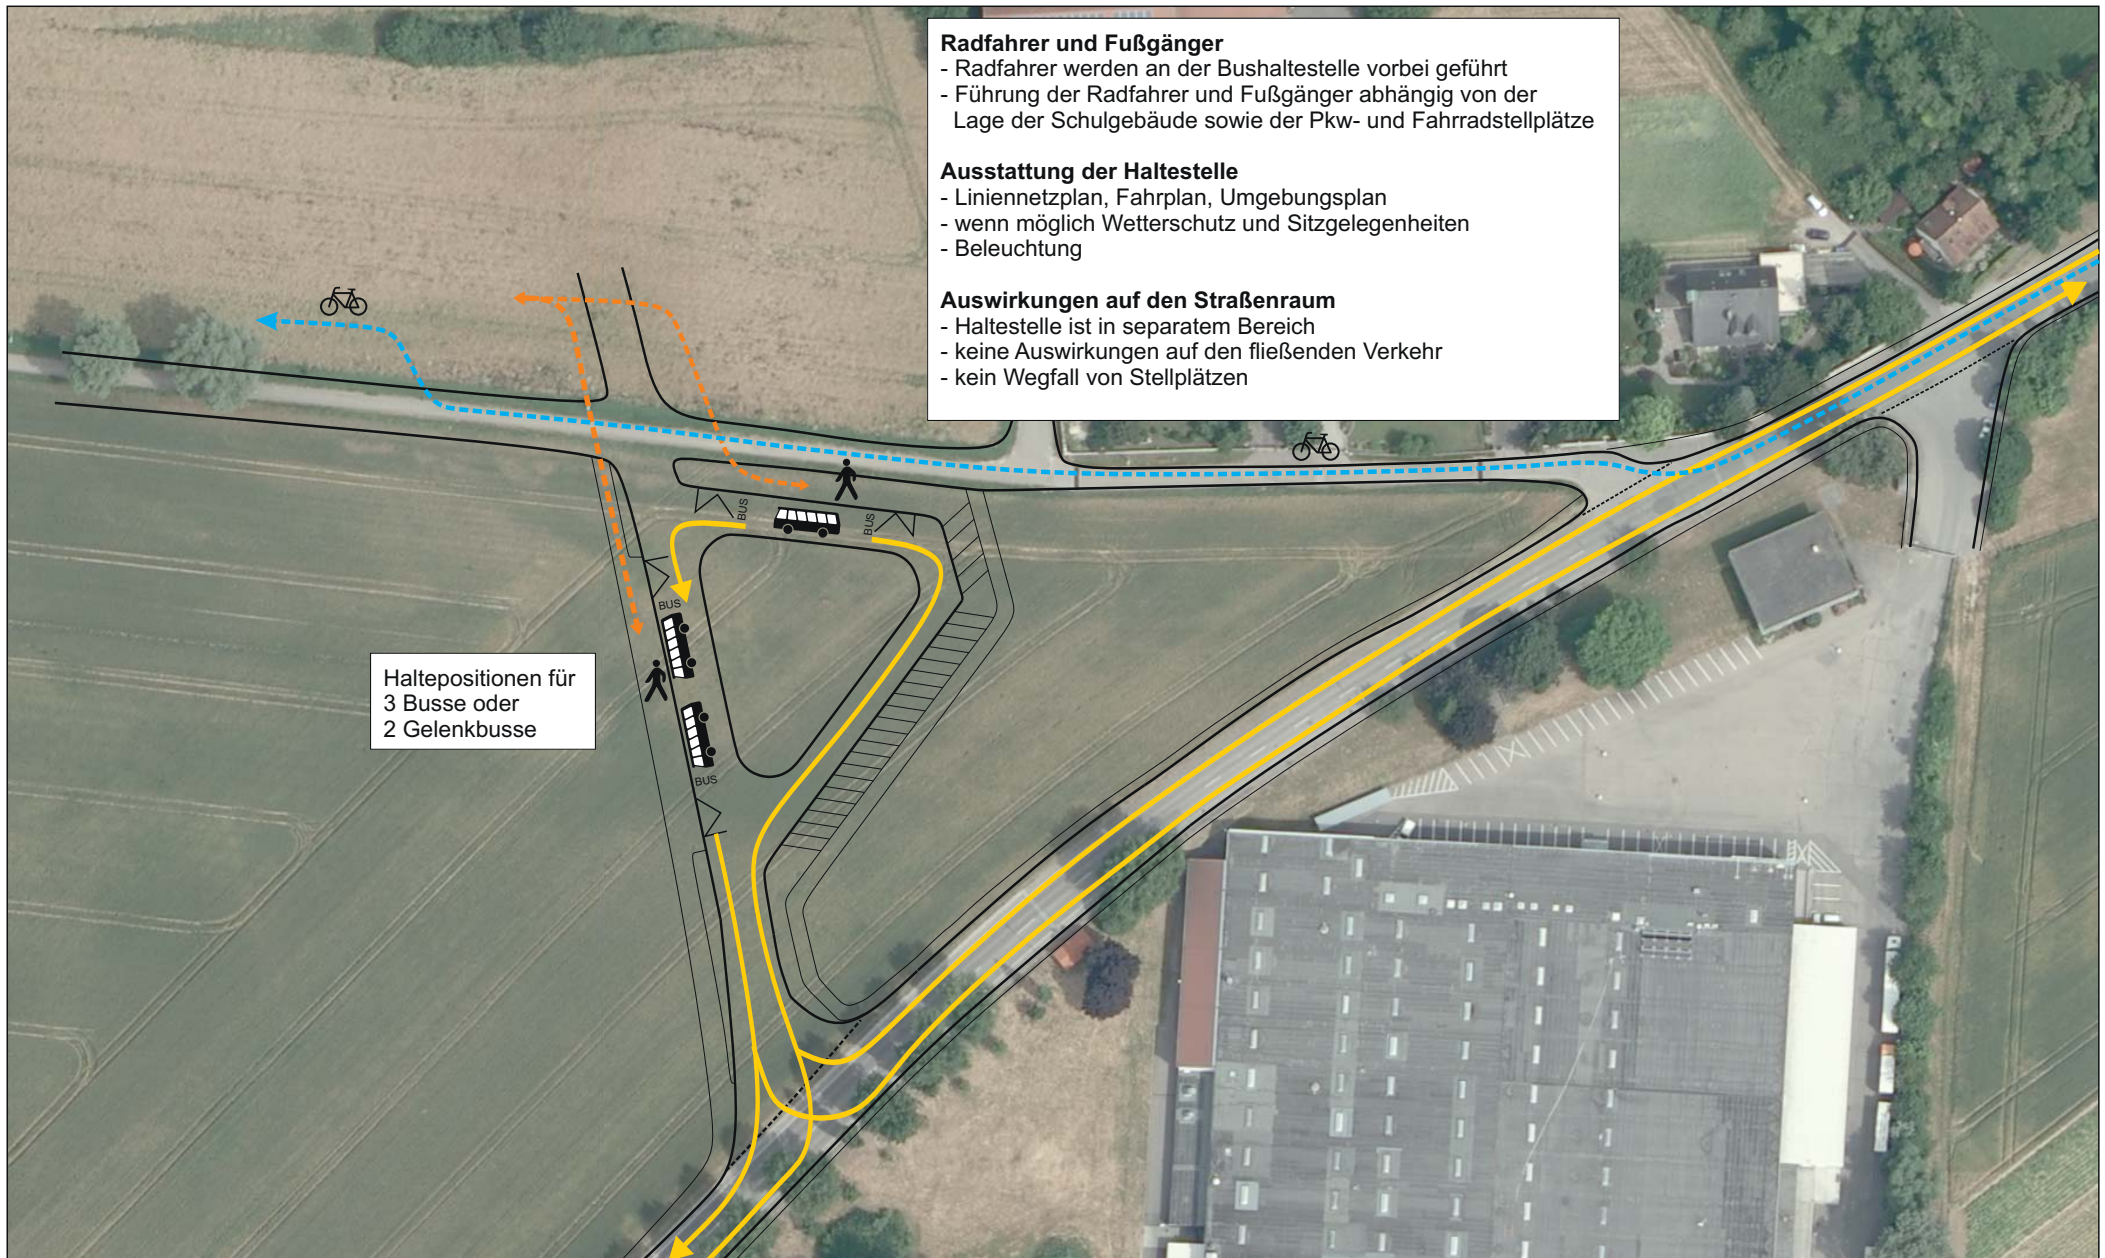 Radfahrer und Fußgänger
- Radfahrer werden an der Bushaltestelle vorbei geführt
- Führung der Radfahrer und Fußgänger abhängig von der
Lage der Schulgebäude sowie der Pkw- und Fahrradstellplätze
Ausstattung der Haltestelle
- Liniennetzplan, Fahrplan, Umgebungsplan
- wenn möglich Wetterschutz und Sitzgelegenheiten
- Beleuchtung
Auswirkungen auf den Straßenraum
- Haltestelle ist in separatem Bereich
- keine Auswirkungen auf den fließenden Verkehr
- kein Wegfall von Stellplätzen
BUS
BUS
BUS
Haltepositionen für
3 Busse oder
2 Gelenkbusse
BUS